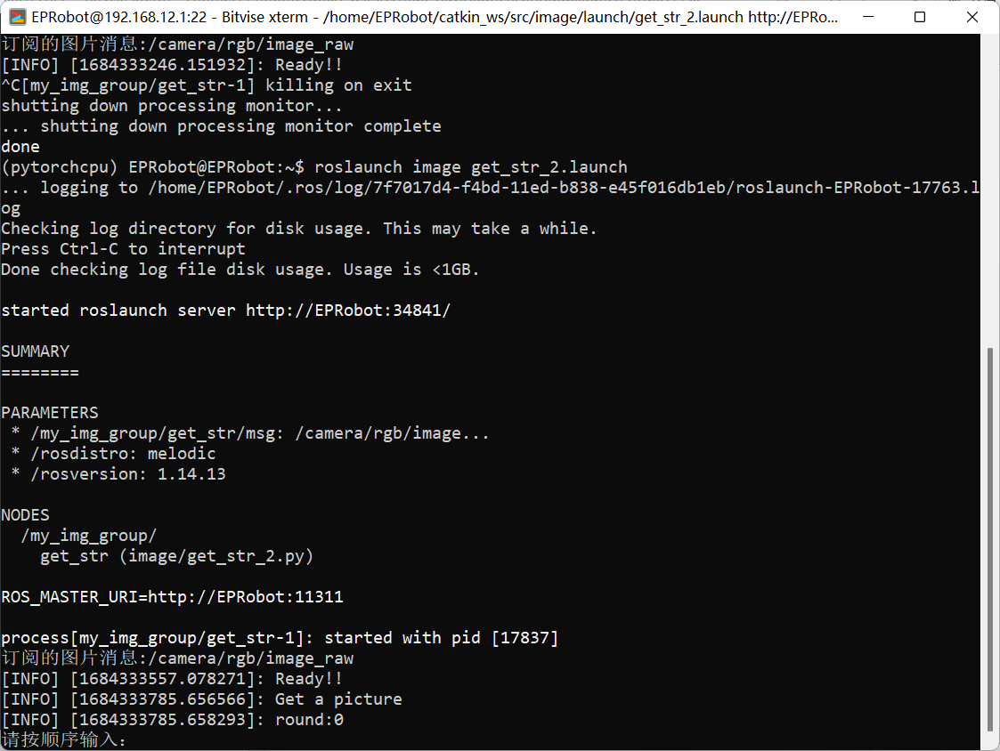 EPRobot@192.168.12.1:22 - Bitvise xterm - /home/EPRobot/catkin_ws/src/image/launch/get_str_2.launch http://EPRo...
订阅的图片消息:/camera/rgb/image_raw
[INFO] [1684333246.151932]: Ready!!
^C[my_img_group/get_str-1] killing on exit
shutting down processing monitor...
... shutting down processing monitor complete
done
(pytorchcpu) EPRobot@EPRobot:~$ roslaunch image get_str_2.launch
... logging to /home/EPRobot/.ros/log/7f7017d4-f4bd-11ed-b838-e45f016db1eb/roslaunch-EPRobot-17763.l
og
Checking log directory for disk usage. This may take a while.
Press Ctrl-C to interrupt
Done checking log file disk usage. Usage is <1GB.
started roslaunch server http://EPRobot:34841/
SUMMARY
========
PARAMETERS
* /my_img_group/get_str/msg: /camera/rgb/image...
* /rosdistro: melodic
* /rosversion: 1.14.13
NODES
/my_img_group/
get_str (image/get_str_2.py)
ROS_MASTER_URI=http://EPRobot:11311
process[my_img_group/get_str-1]: started with pid [17837]
订阅的图片消息:/camera/rgb/image_raw
[INFO] [1684333557.078271]: Ready!!
[INFO] [1684333785.656566]: Get a picture
[INFO] [1684333785.658293]: round:0
请按顺序输入: